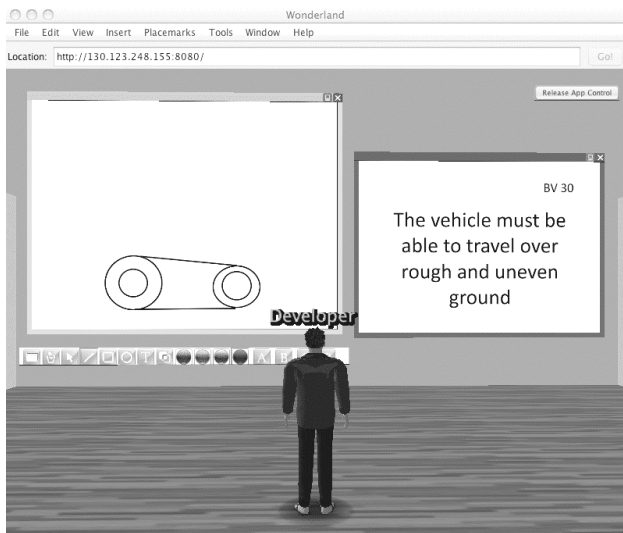 Wonderland
File Edit View Insert Placemarks Tools Window Help
Location: http://130.123.248.155:8080/ Go!
Release App Control
BV 30
The vehicle must be
able to travel over
rough and uneven
ground
Developer
T A B